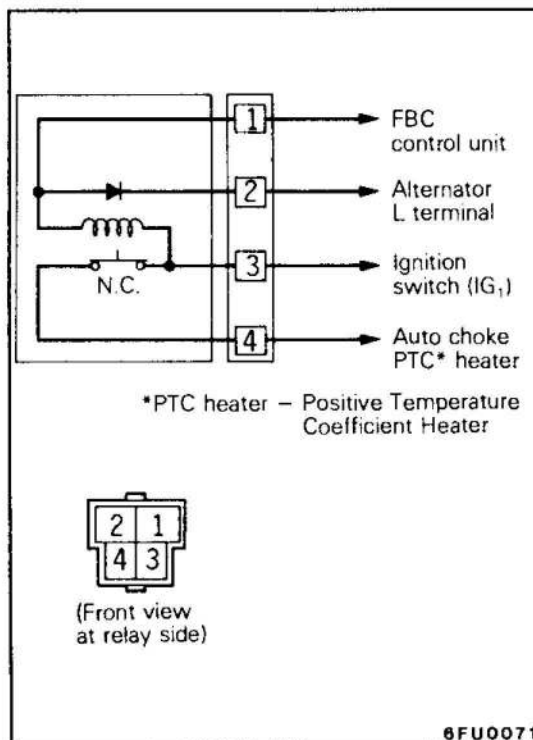 1
FBC
control unit
2
Alternator
L terminal
N.C.
3
Ignition
switch (IG₁)
4
Auto choke
PTC* heater
*PTC heater – Positive Temperature
Coefficient Heater
2 1
4 3
(Front view
at relay side)
6FU0071